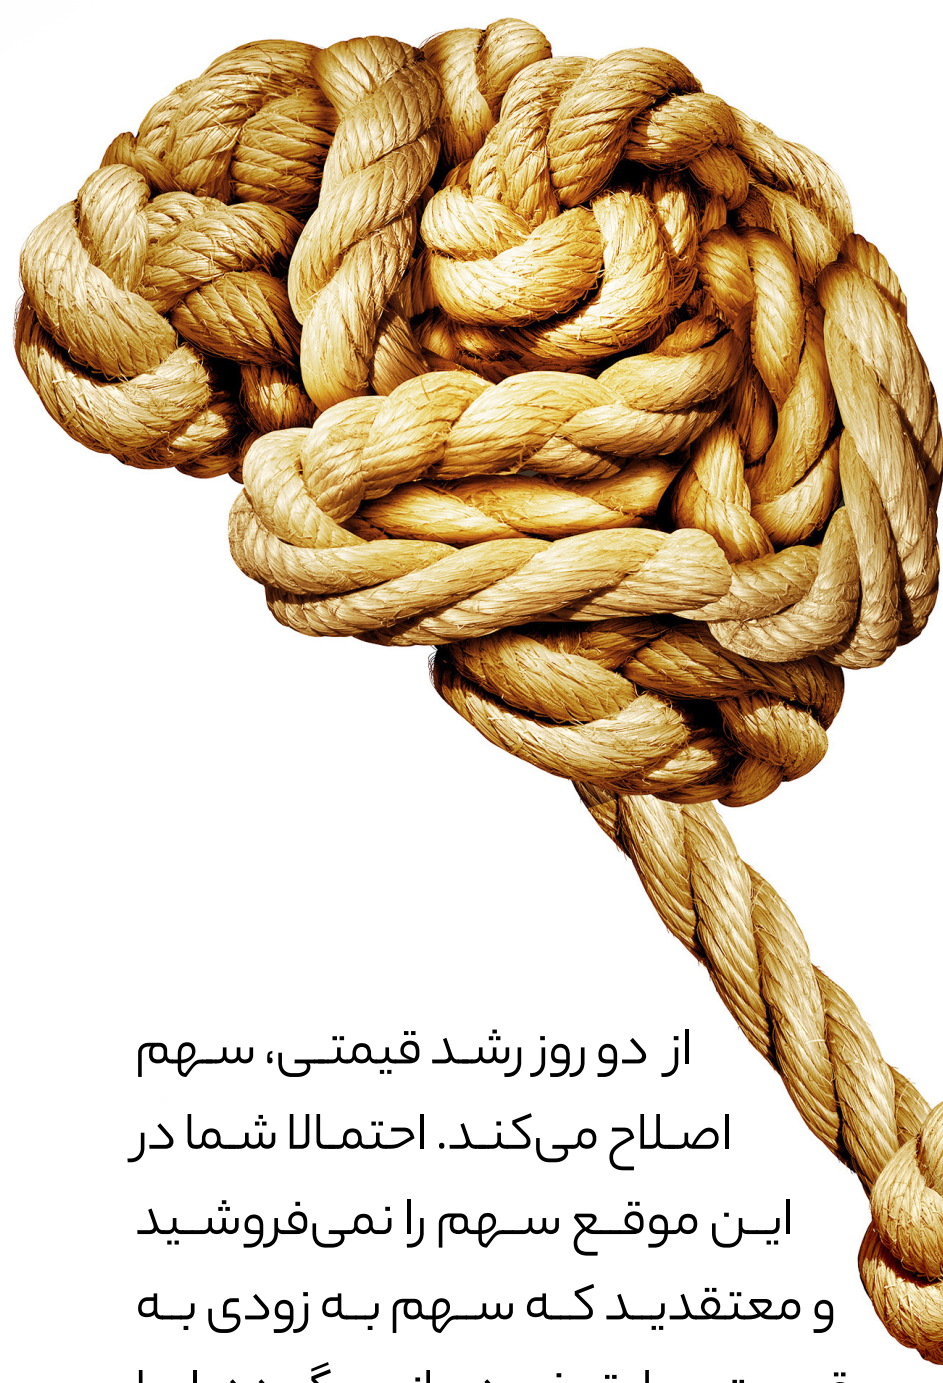 از دو روز رشد قیمتی، سهم
اصلاح می‌کند. احتمالا شما در
این موقع سهم را نمی‌فروشید
و معتقدید که سهم به زودی به